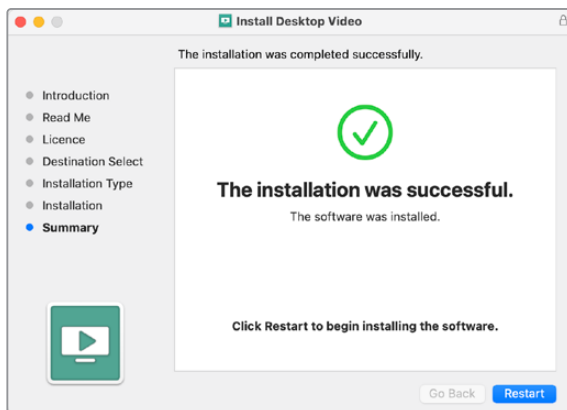 Install Desktop Video
The installation was completed successfully.
Introduction
Read Me
Licence
Destination Select
Installation Type
Installation
Summary
The installation was successful.
The software was installed.
Click Restart to begin installing the software.
Go Back
Restart